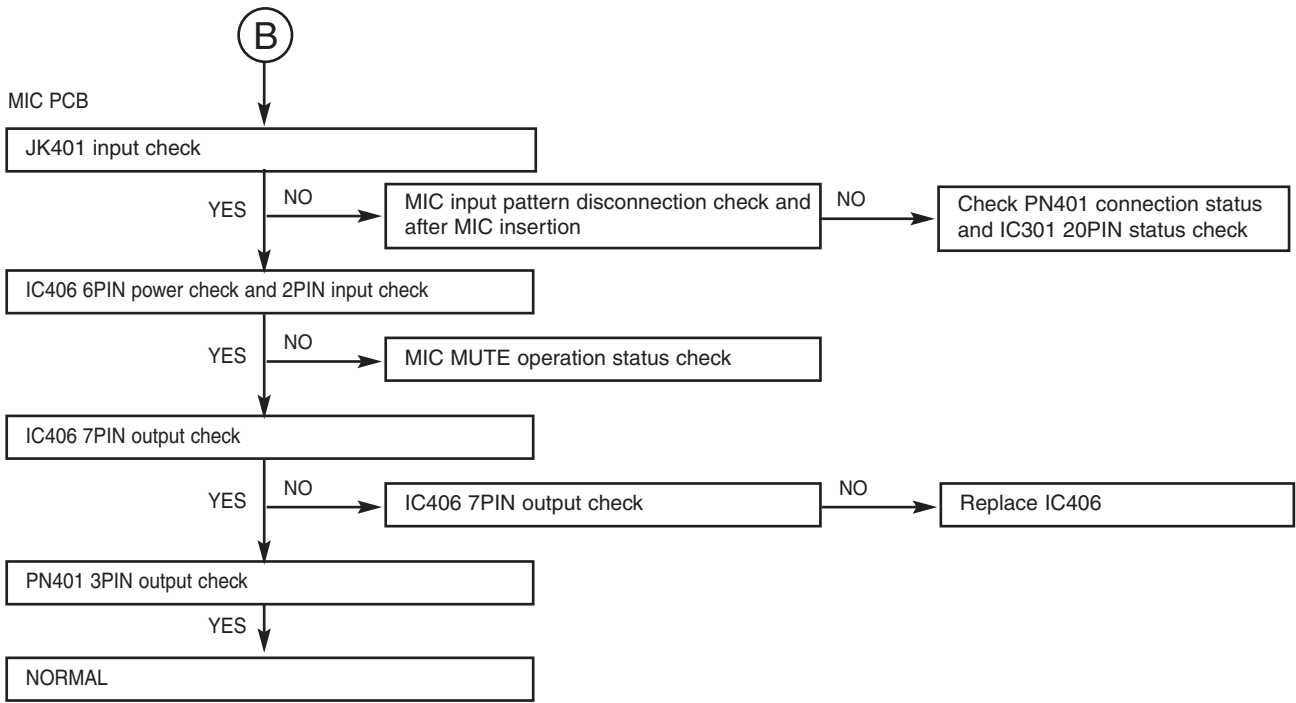 B
MIC PCB
JK401 input check
YES
NO
MIC input pattern disconnection check and
after MIC insertion
NO
Check PN401 connection status
and IC301 20PIN status check
IC406 6PIN power check and 2PIN input check
YES
NO
MIC MUTE operation status check
IC406 7PIN output check
YES
NO
IC406 7PIN output check
NO
Replace IC406
PN401 3PIN output check
YES
NORMAL